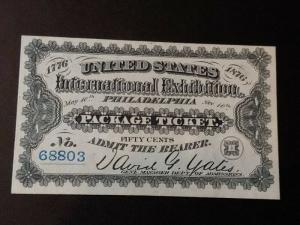 1776 UNITED STATES 1876
International Exhibition
May 10th PHILADELPHIA Nov. 10th
PACKAGE TICKET.
FIFTY CENTS
No. ADMIT THE BEARER.
68803
David G. Yates
GENL MANAGER DEPT OF ADMISSIONS